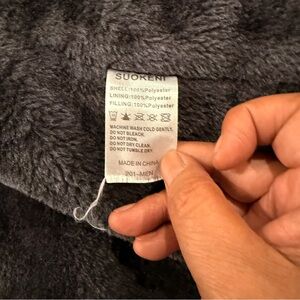 SUOKENI
SHELL:100%Polyester
LINING:100%Polyester
FILLING:100%Polyester
MACHINE WASH COLD GENTLY.
DO NOT BLEACH.
DO NOT IRON.
DO NOT DRY CLEAN.
DO NOT TUMBLE DRY.
MADE IN CHINA
201-MEN